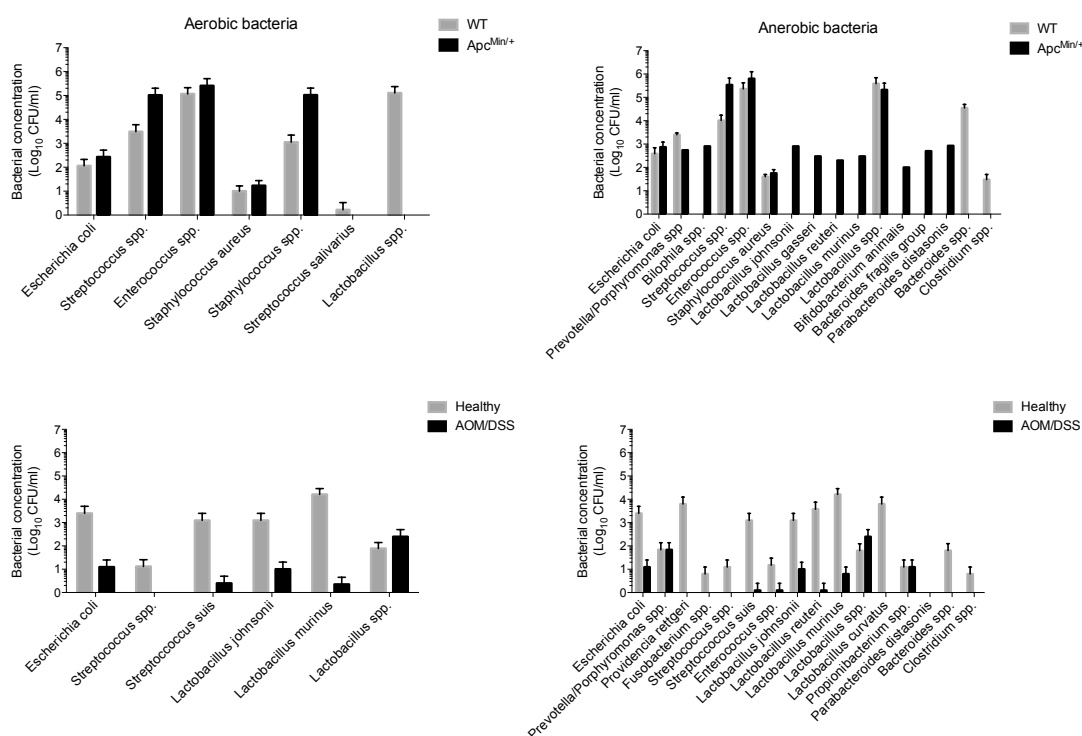 Aerobic bacteria
WT
Apc^Min/+
Bacterial concentration
(Log10 CFU/ml)
7
6
5
4
3
2
1
0
Escherichia coli
Streptococcus spp.
Enterococcus spp.
Staphylococcus aureus
Staphylococcus spp.
Streptococcus salivarius
Lactobacillus spp.
Anerobic bacteria
WT
Apc^Min/+
Bacterial concentration
(Log10 CFU/ml)
7
6
5
4
3
2
1
0
Escherichia coli
Prevotella/Porphyromonas spp
Bilophila spp.
Streptococcus spp.
Enterococcus spp.
Staphylococcus aureus
Lactobacillus johnsonii
Lactobacillus gasseri
Lactobacillus reuteri
Lactobacillus murinus
Lactobacillus spp.
Bifidobacterium animalis
Bacteroides fragilis group
Parabacteroides distasonis
Bacteroides spp.
Clostridium spp.
Healthy
AOM/DSS
Bacterial concentration
(Log10 CFU/ml)
7
6
5
4
3
2
1
0
Escherichia coli
Streptococcus spp.
Streptococcus suis
Lactobacillus johnsonii
Lactobacillus murinus
Lactobacillus spp.
Healthy
AOM/DSS
Bacterial concentration
(Log10 CFU/ml)
7
6
5
4
3
2
1
0
Escherichia coli
Prevotella/Porphyromonas spp.
Providencia rettgeri
Fusobacterium spp.
Streptococcus spp.
Streptococcus suis
Enterococcus spp.
Lactobacillus johnsonii
Lactobacillus reuteri
Lactobacillus murinus
Lactobacillus spp.
Lactobacillus curvatus
Propionibacterium spp.
Parabacteroides distasonis
Bacteroides spp.
Clostridium spp.